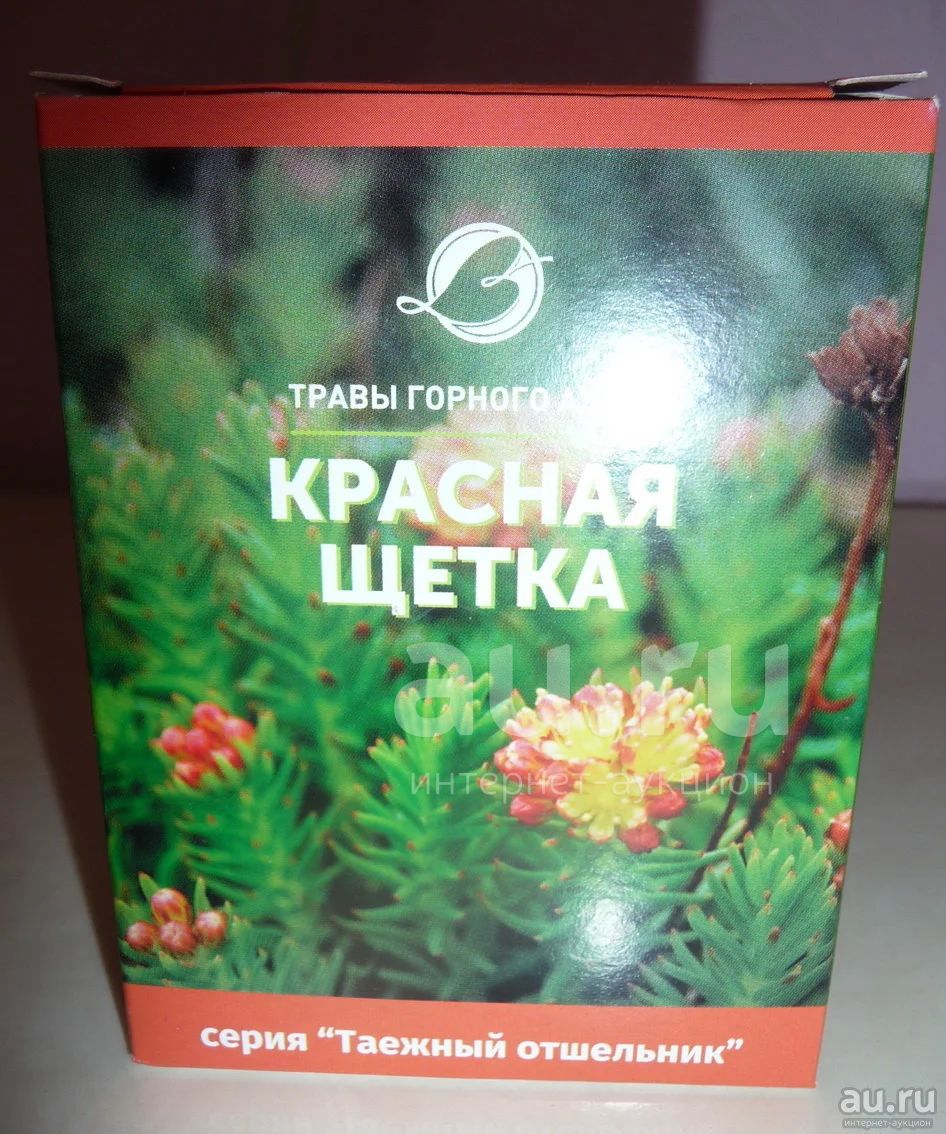 ТРАВЫ ГОРНОГО
КРАСНАЯ
ЩЕТКА
au.ru
интернет-аукцион
серия “Таежный отшельник”
au.ru
интернет-аукцион